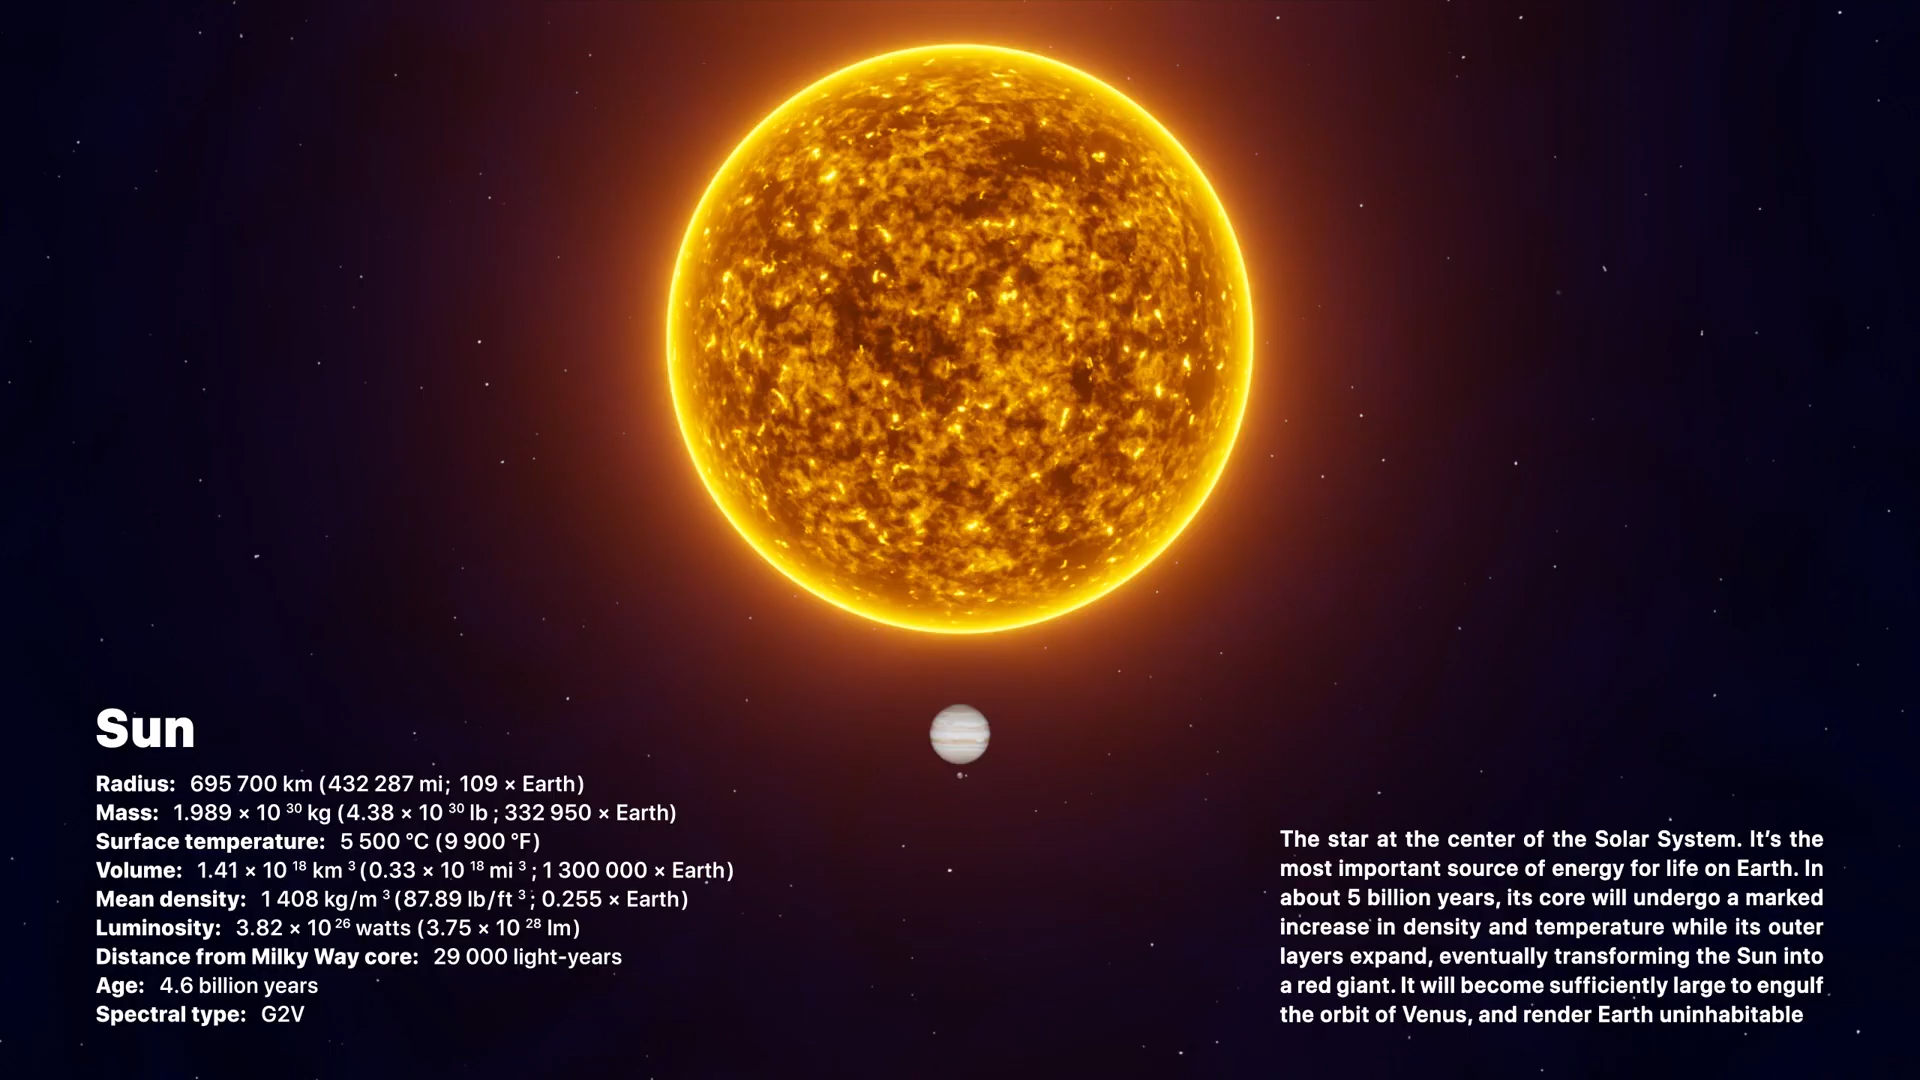 Sun
Radius: 695 700 km (432 287 mi; 109 × Earth)
Mass: 1.989 × 10 ³⁰ kg (4.38 × 10 ³⁰ lb ; 332 950 × Earth)
Surface temperature: 5 500 °C (9 900 °F)
Volume: 1.41 × 10 ¹⁸ km ³ (0.33 × 10 ¹⁸ mi ³ ; 1 300 000 × Earth)
Mean density: 1 408 kg/m ³ (87.89 lb/ft ³ ; 0.255 × Earth)
Luminosity: 3.82 × 10 ²⁶ watts (3.75 × 10 ²⁸ lm)
Distance from Milky Way core: 29 000 light-years
Age: 4.6 billion years
Spectral type: G2V
The star at the center of the Solar System. It’s the
most important source of energy for life on Earth. In
about 5 billion years, its core will undergo a marked
increase in density and temperature while its outer
layers expand, eventually transforming the Sun into
a red giant. It will become sufficiently large to engulf
the orbit of Venus, and render Earth uninhabitable